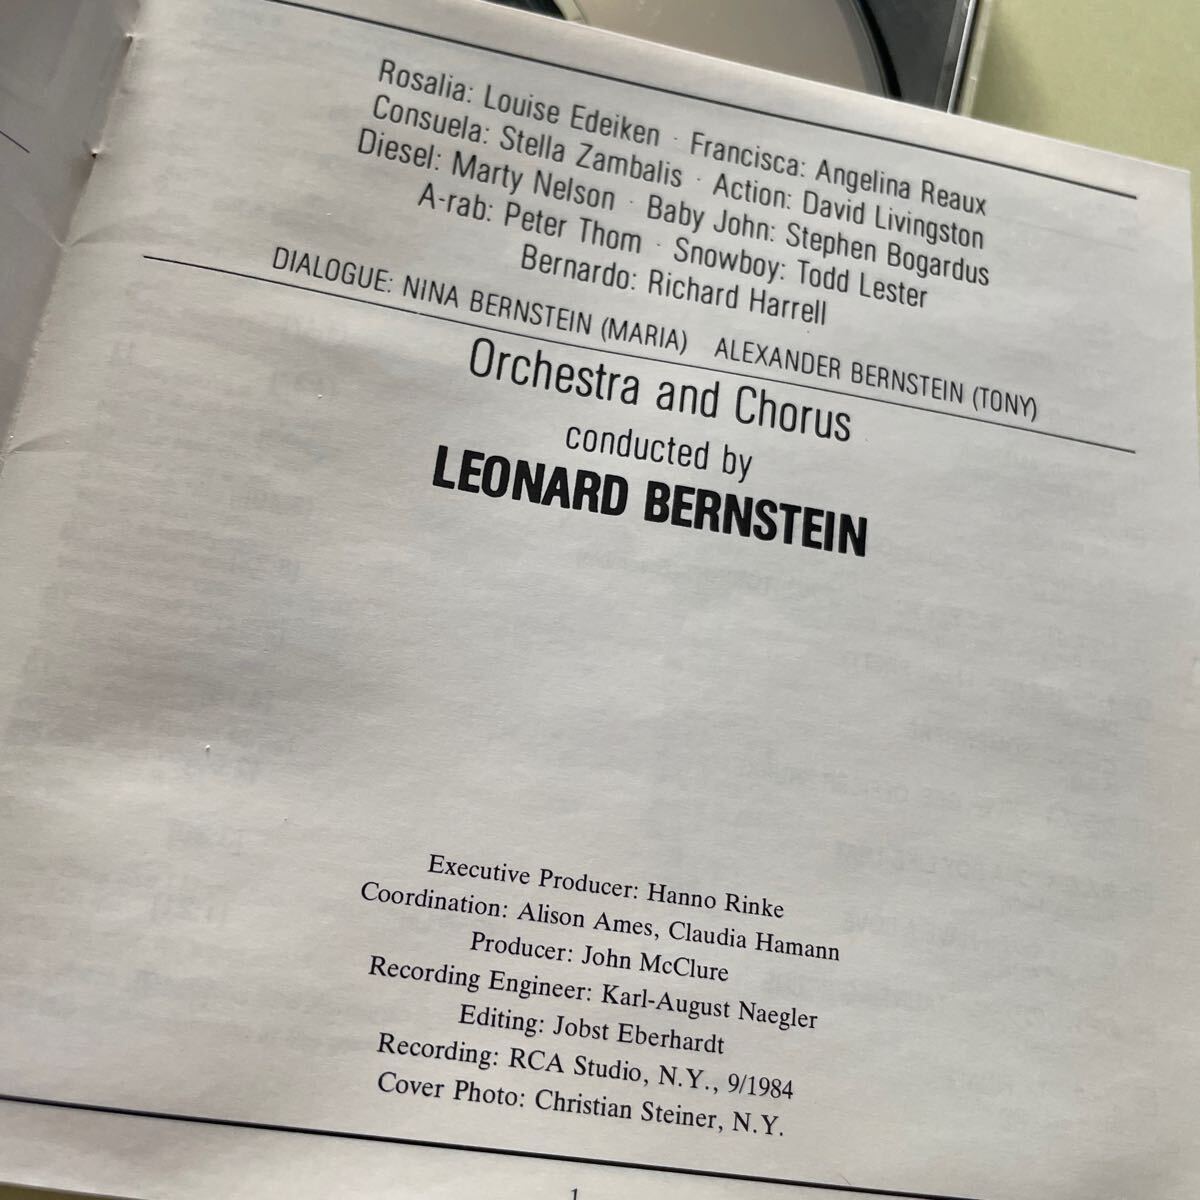 Rosalia: Louise Edeiken · Francisca: Angelina Reaux
Consuela: Stella Zambalis · Action: David Livingston
Diesel: Marty Nelson · Baby John: Stephen Bogardus
A-rab: Peter Thom · Snowboy: Todd Lester
Bernardo: Richard Harrell
DIALOGUE: NINA BERNSTEIN (MARIA) ALEXANDER BERNSTEIN (TONY)
Orchestra and Chorus
conducted by
LEONARD BERNSTEIN
Executive Producer: Hanno Rinke
Coordination: Alison Ames, Claudia Hamann
Producer: John McClure
Recording Engineer: Karl-August Naegler
Editing: Jobst Eberhardt
Recording: RCA Studio, N.Y., 9/1984
Cover Photo: Christian Steiner, N.Y.
1